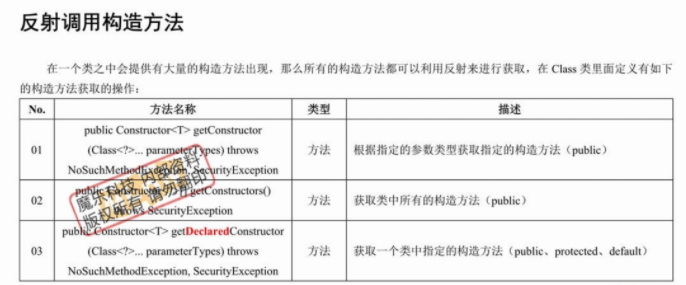 反射调用构造方法
在一个类之中会提供有大量的构造方法出现，那么所有的构造方法都可以利用反射来进行获取，在 Class 类里面定义有如下
的构造方法获取的操作：
No. 方法名称 类型 描述
public Constructor<T> getConstructor
01 (Class<?>... parameterTypes) throws 方法 根据指定的参数类型获取指定的构造方法（public）
NoSuchMethodException, SecurityException
public Constructor<?>[] getConstructors()
02 方法 获取类中所有的构造方法（public）
throws SecurityException
public Constructor<T> getDeclaredConstructor
03 (Class<?>... parameterTypes) throws 方法 获取一个类中指定的构造方法（public、protected、default）
NoSuchMethodException, SecurityException
魔乐科技 内部资料
版权所有 请勿翻印